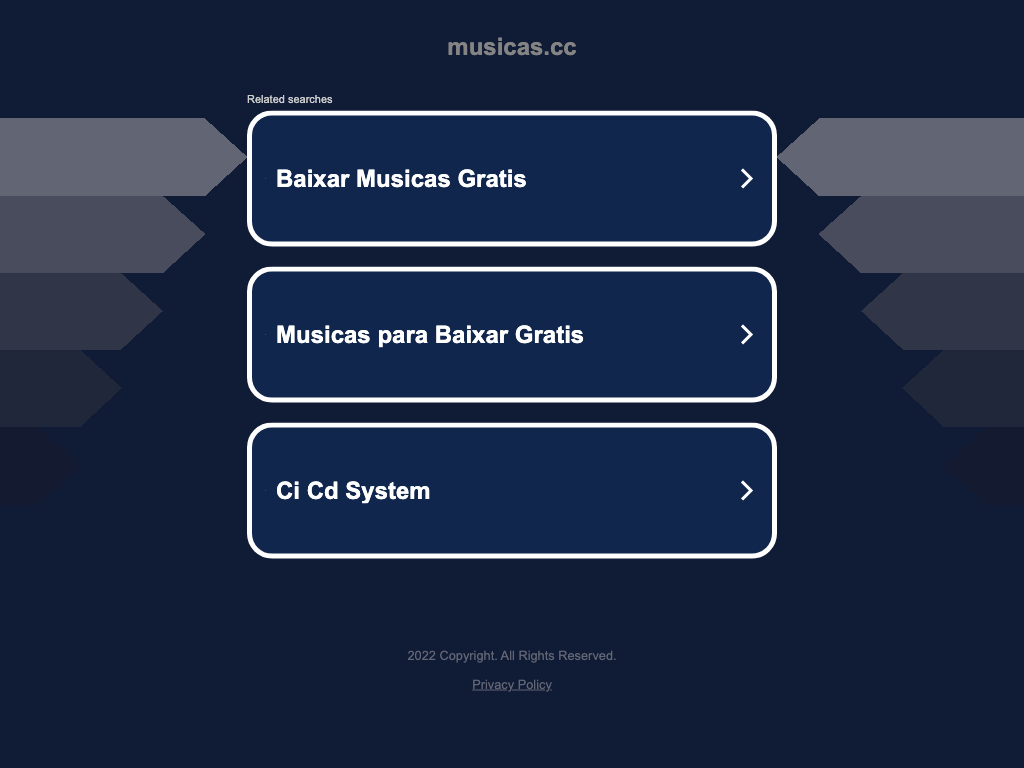 musicas.cc
Related searches
Baixar Musicas Gratis
Musicas para Baixar Gratis
Ci Cd System
2022 Copyright. All Rights Reserved.
Privacy Policy